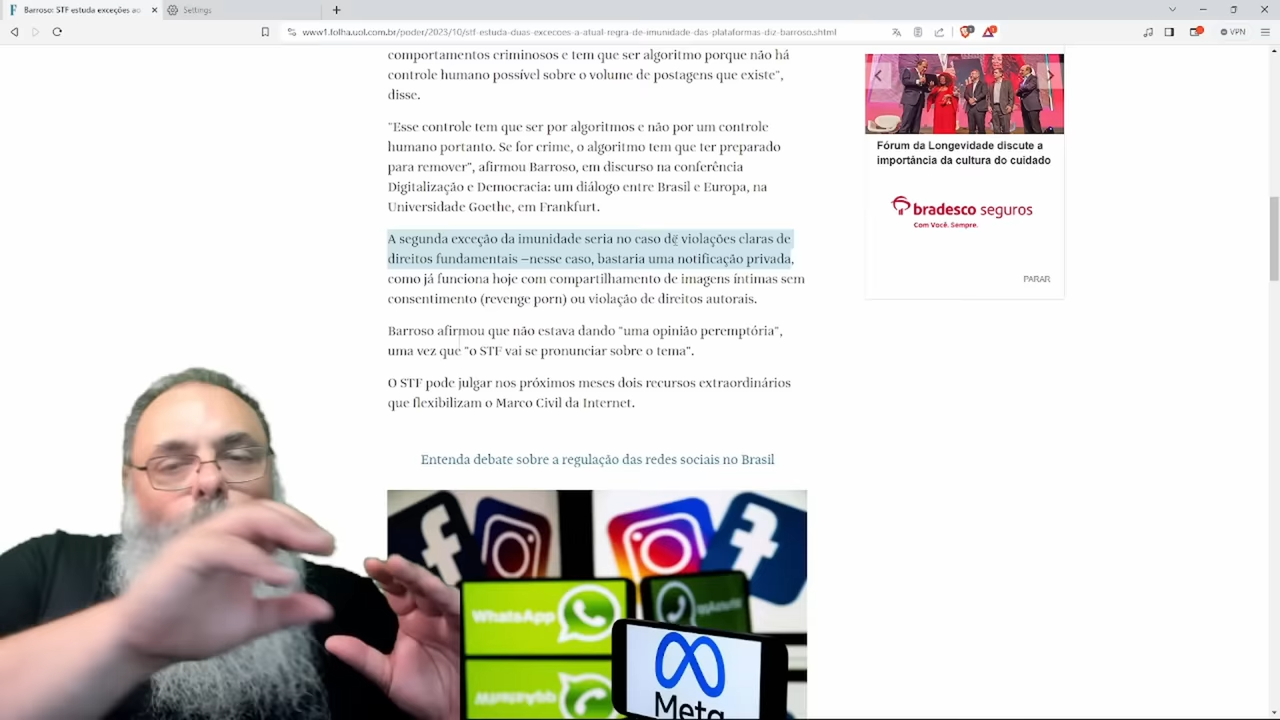 Barroso: STF estuda exceções ao
Settings
www1.folha.uol.com.br/poder/2023/10/stf-estuda-duas-excecoes-a-atual-regra-de-imunidade-das-plataformas-diz-barroso.shtml
VPN
comportamentos criminosos e tem que ser algoritmo porque não há
controle humano possível sobre o volume de postagens que existe",
disse.
"Esse controle tem que ser por algoritmos e não por um controle
humano portanto. Se for crime, o algoritmo tem que ter preparado
para remover", afirmou Barroso, em discurso na conferência
Digitalização e Democracia: um diálogo entre Brasil e Europa, na
Universidade Goethe, em Frankfurt.
A segunda exceção da imunidade seria no caso de violações claras de
direitos fundamentais —nesse caso, bastaria uma notificação privada,
como já funciona hoje com compartilhamento de imagens íntimas sem
consentimento (revenge porn) ou violação de direitos autorais.
Barroso afirmou que não estava dando "uma opinião peremptória",
uma vez que "o STF vai se pronunciar sobre o tema".
O STF pode julgar nos próximos meses dois recursos extraordinários
que flexibilizam o Marco Civil da Internet.
Entenda debate sobre a regulação das redes sociais no Brasil
WhatsApp
Meta
Fórum da Longevidade discute a
importância da cultura do cuidado
bradesco seguros
Com Você. Sempre.
PARAR